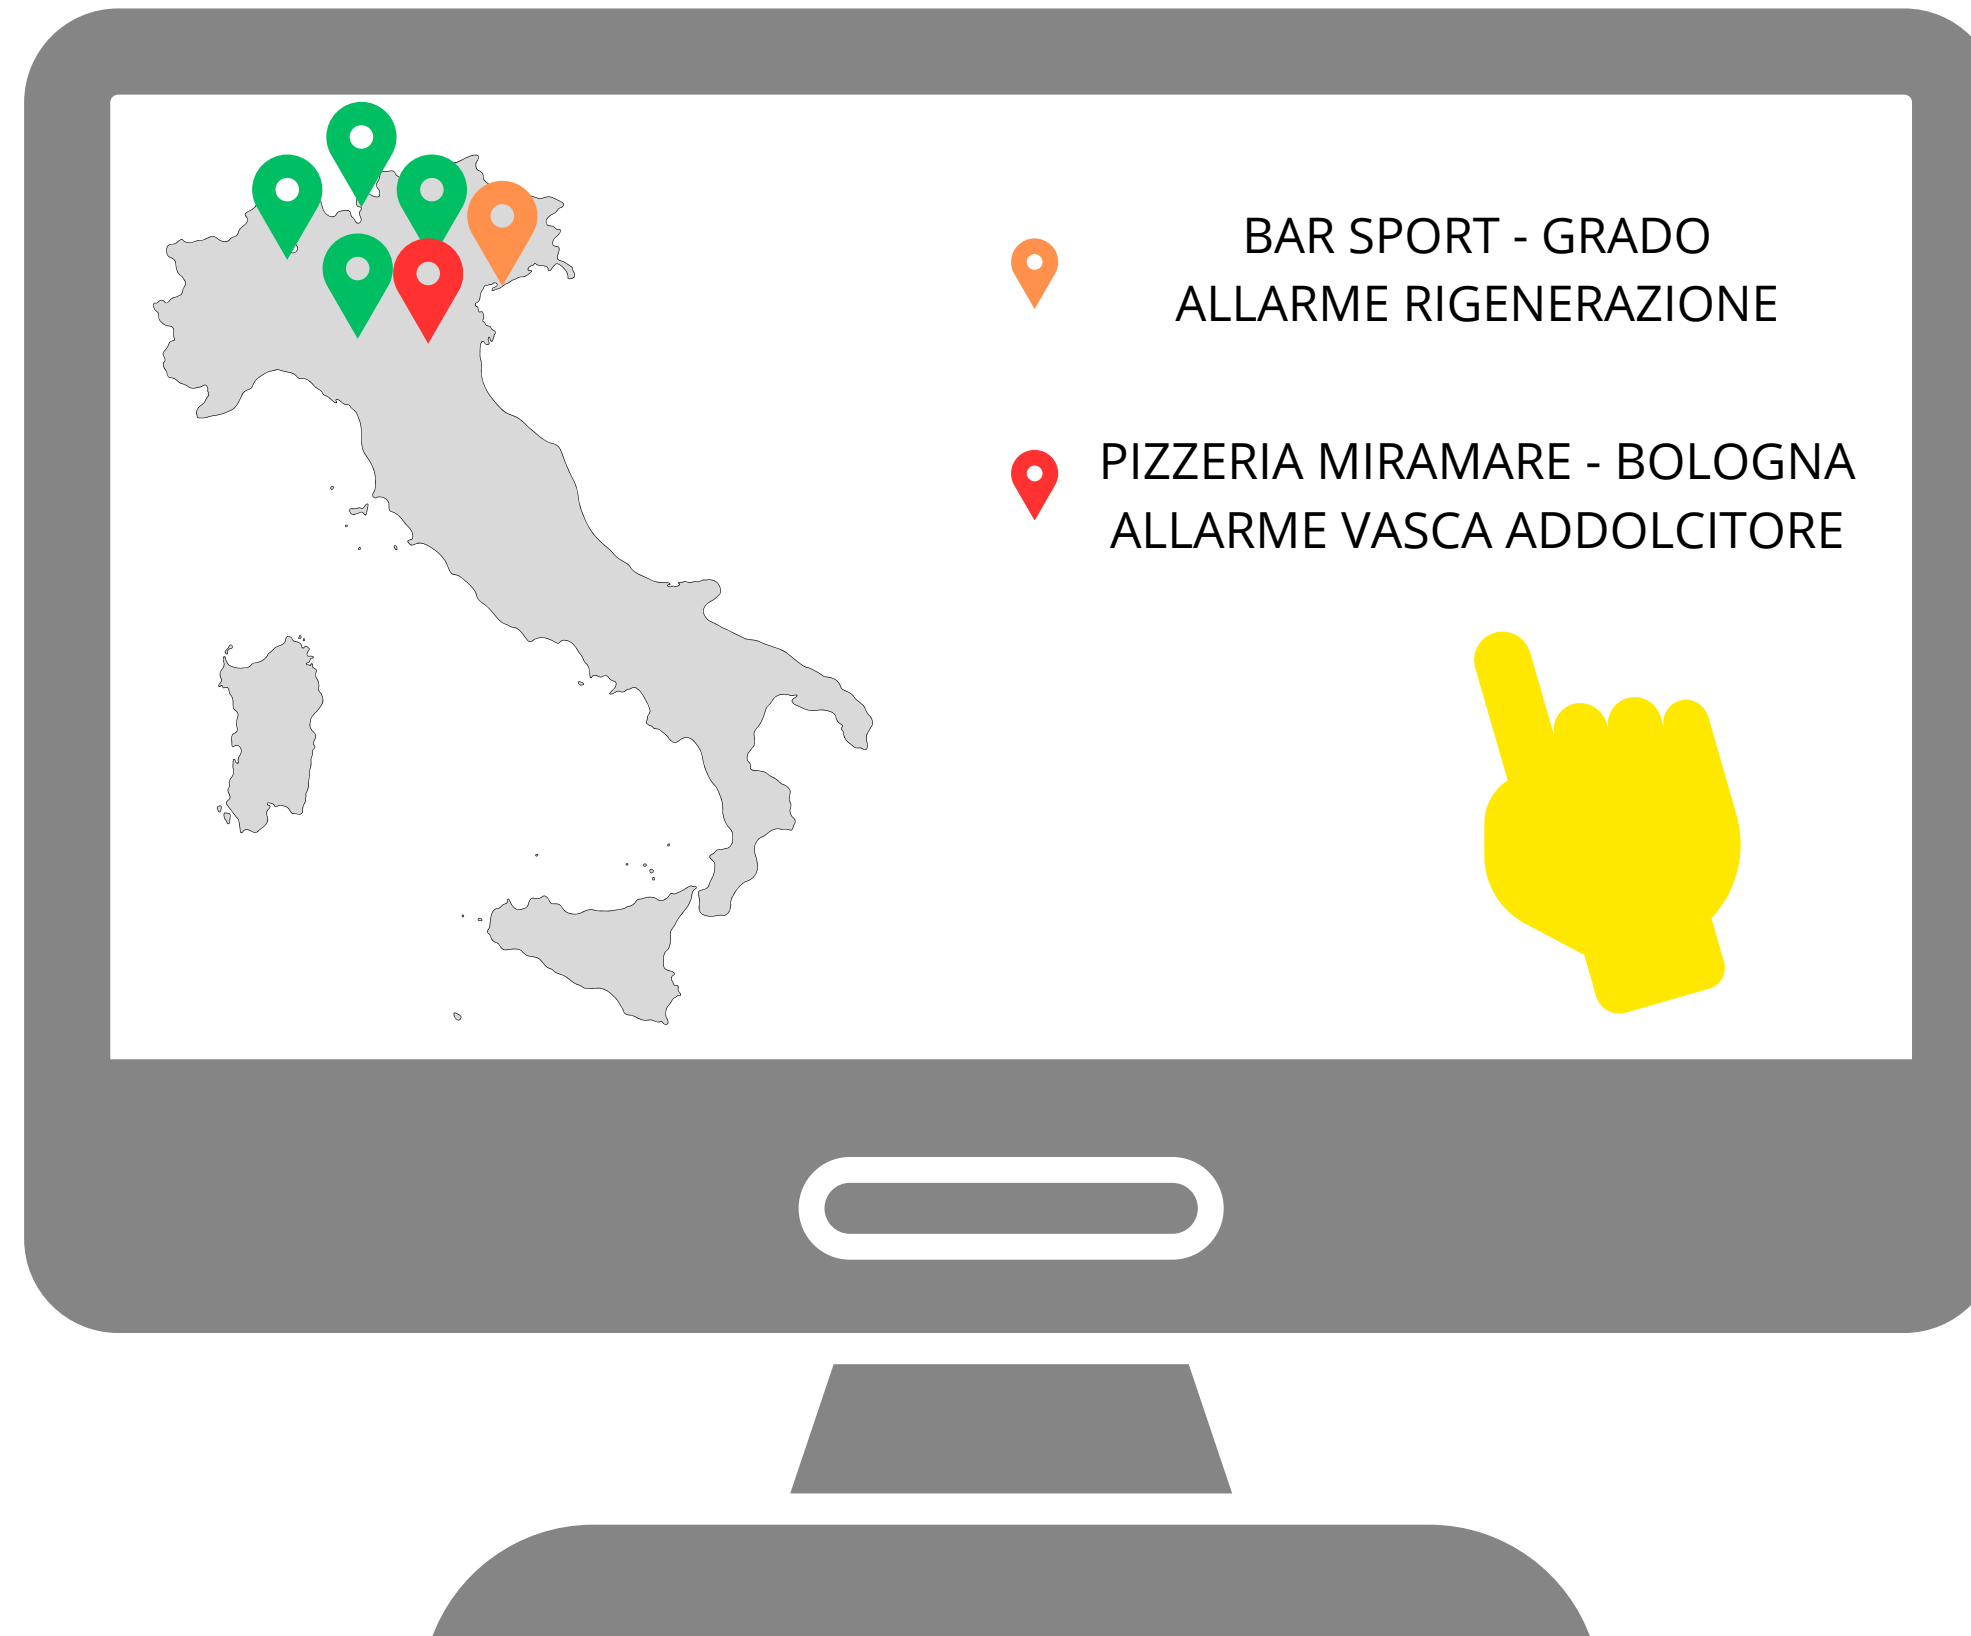 BAR SPORT - GRADO
ALLARME RIGENERAZIONE
PIZZERIA MIRAMARE - BOLOGNA
ALLARME VASCA ADDOLCITORE